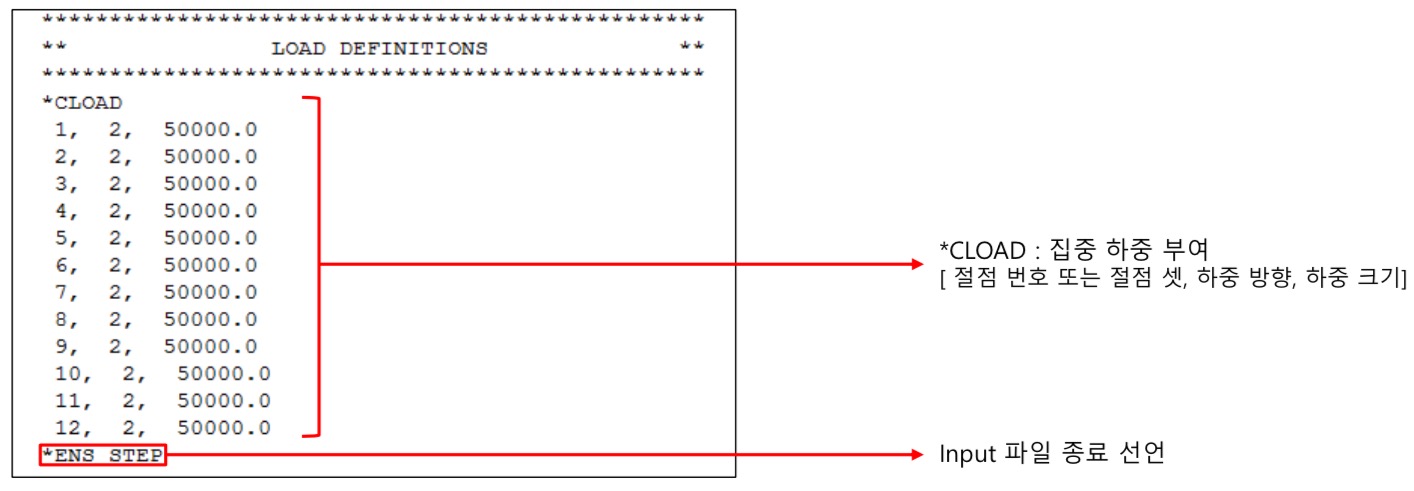 *************************************************
** LOAD DEFINITIONS **
*************************************************
*CLOAD
1, 2, 50000.0
2, 2, 50000.0
3, 2, 50000.0
4, 2, 50000.0
5, 2, 50000.0
6, 2, 50000.0
7, 2, 50000.0
8, 2, 50000.0
9, 2, 50000.0
10, 2, 50000.0
11, 2, 50000.0
12, 2, 50000.0
*ENS STEP
*CLOAD : 집중 하중 부여
[ 절점 번호 또는 절점 셋, 하중 방향, 하중 크기]
Input 파일 종료 선언